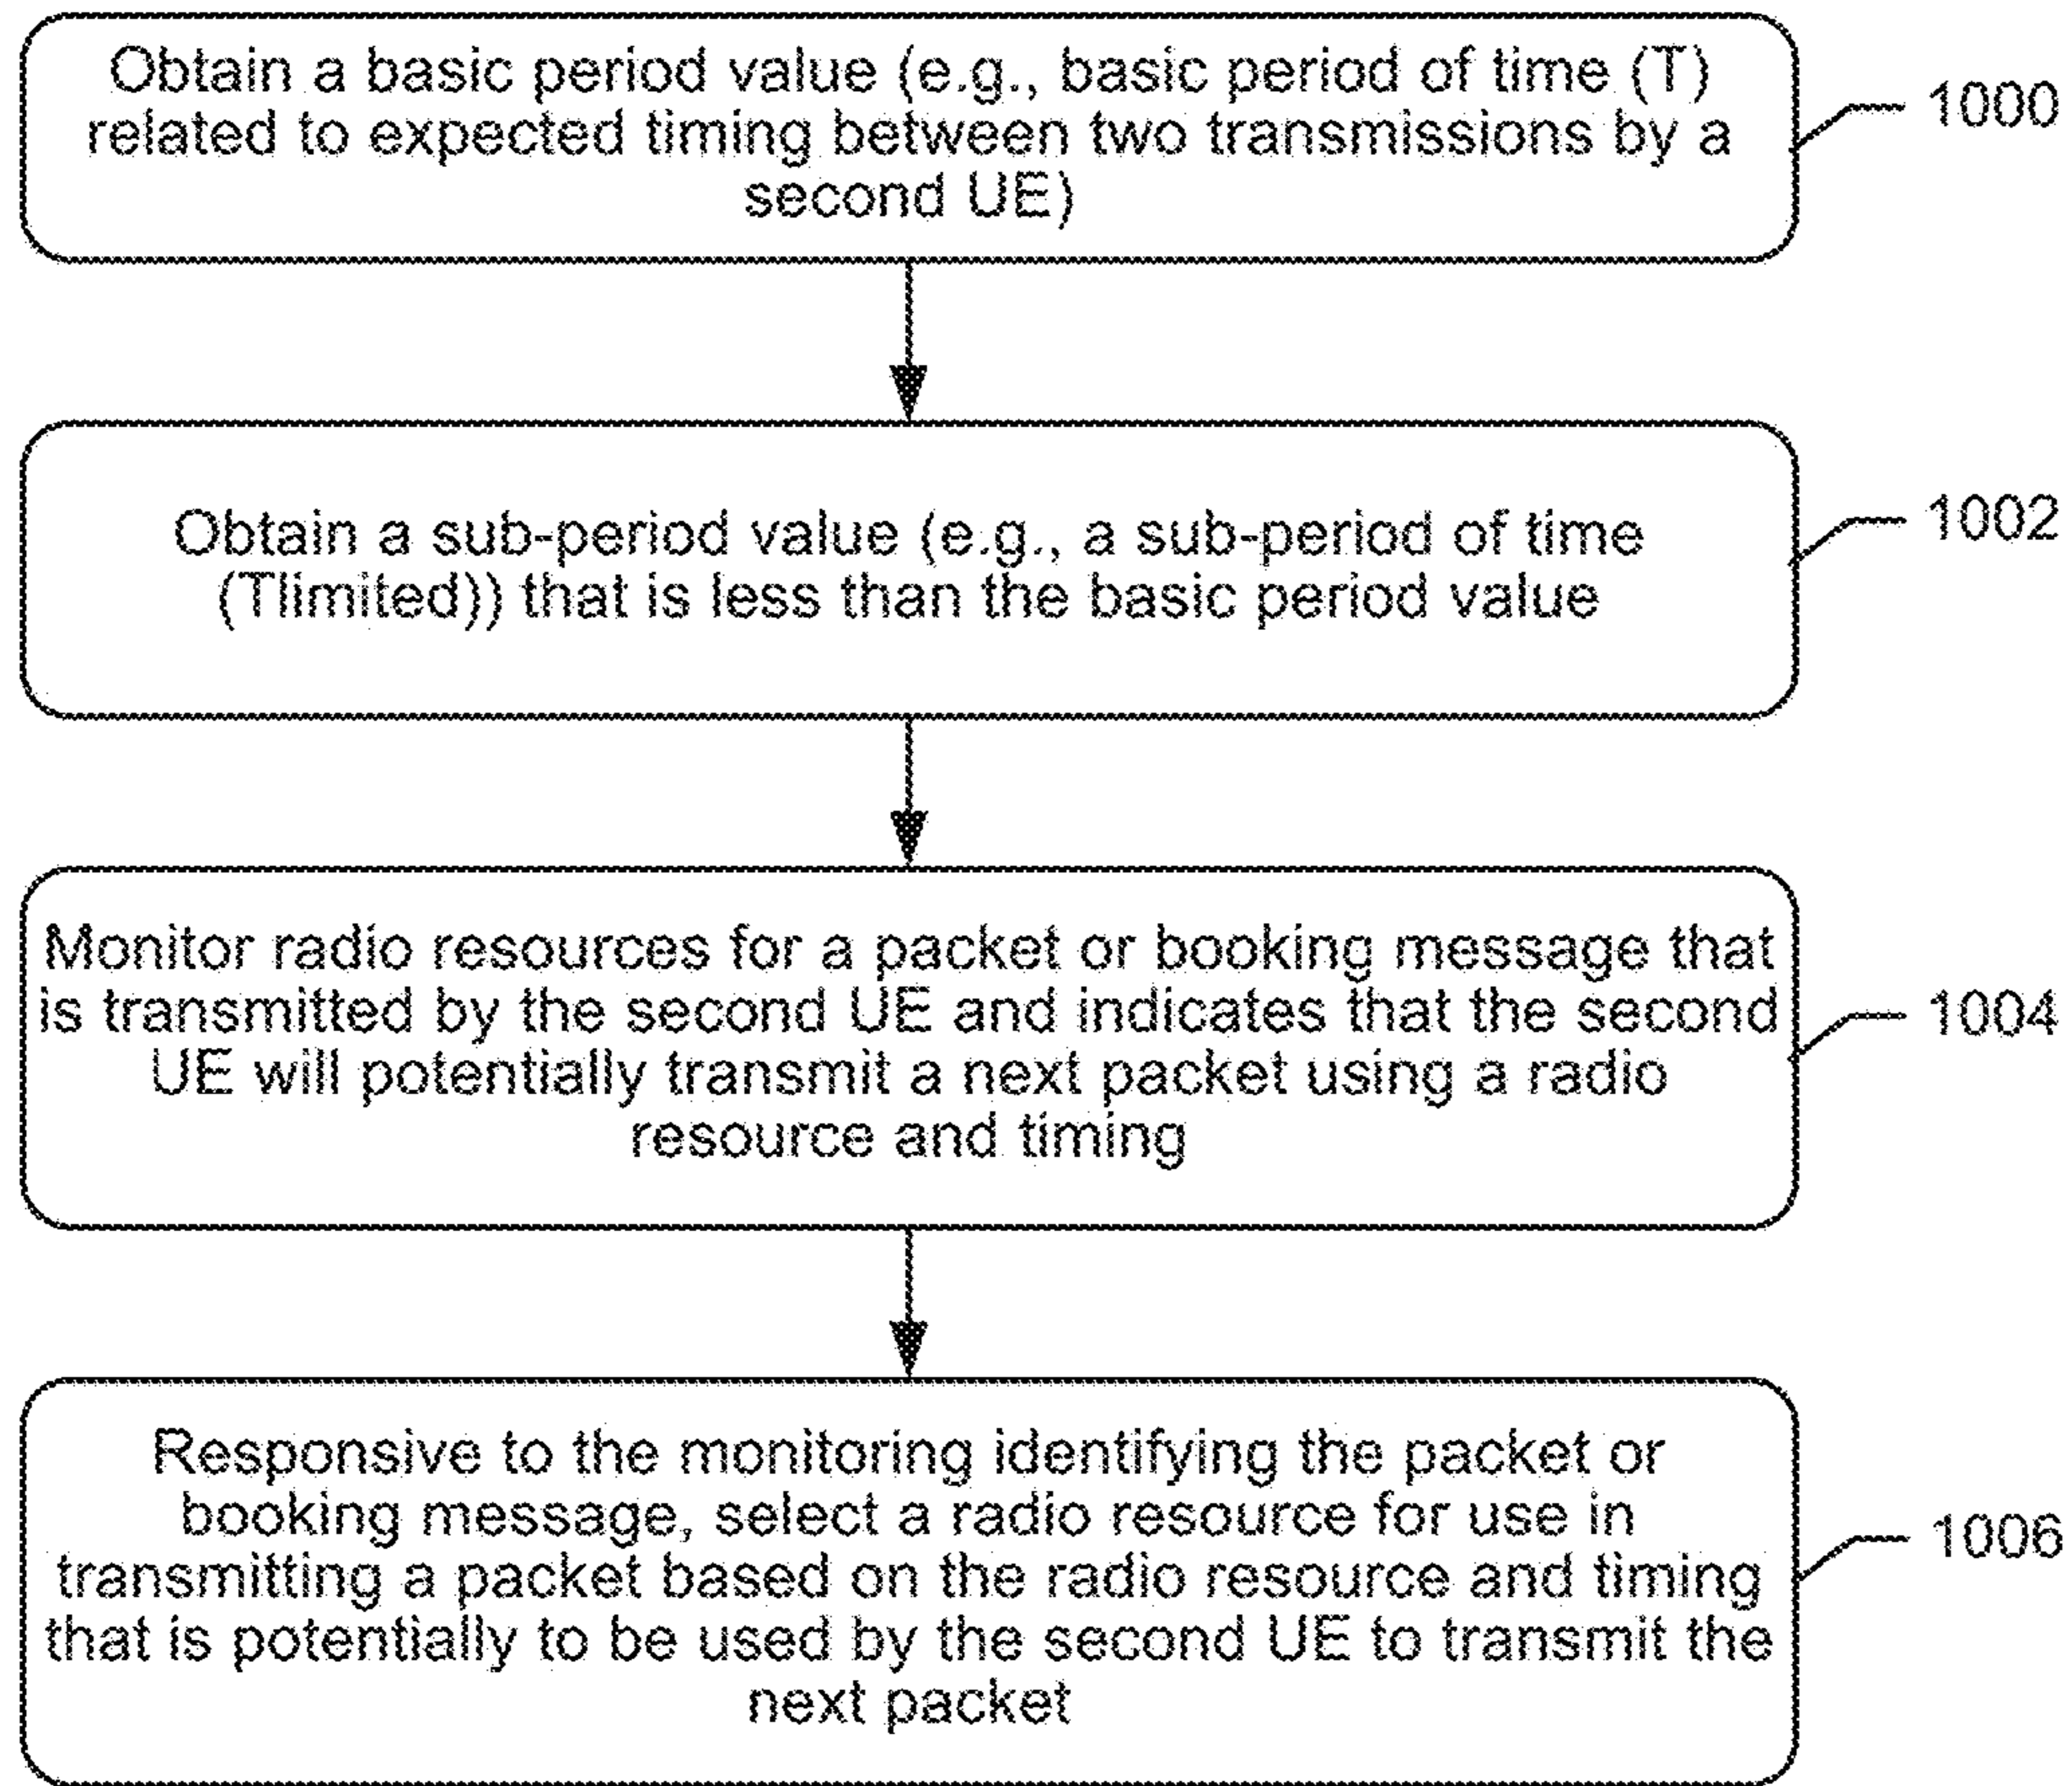 Obtain a basic period value (e.g., basic period of time (T)
related to expected timing between two transmissions by a
second UE)
1000
Obtain a sub-period value (e.g., a sub-period of time
(Tlimited)) that is less than the basic period value
1002
Monitor radio resources for a packet or booking message that
is transmitted by the second UE and indicates that the second
UE will potentially transmit a next packet using a radio
resource and timing
1004
Responsive to the monitoring identifying the packet or
booking message, select a radio resource for use in
transmitting a packet based on the radio resource and timing
that is potentially to be used by the second UE to transmit the
next packet
1006